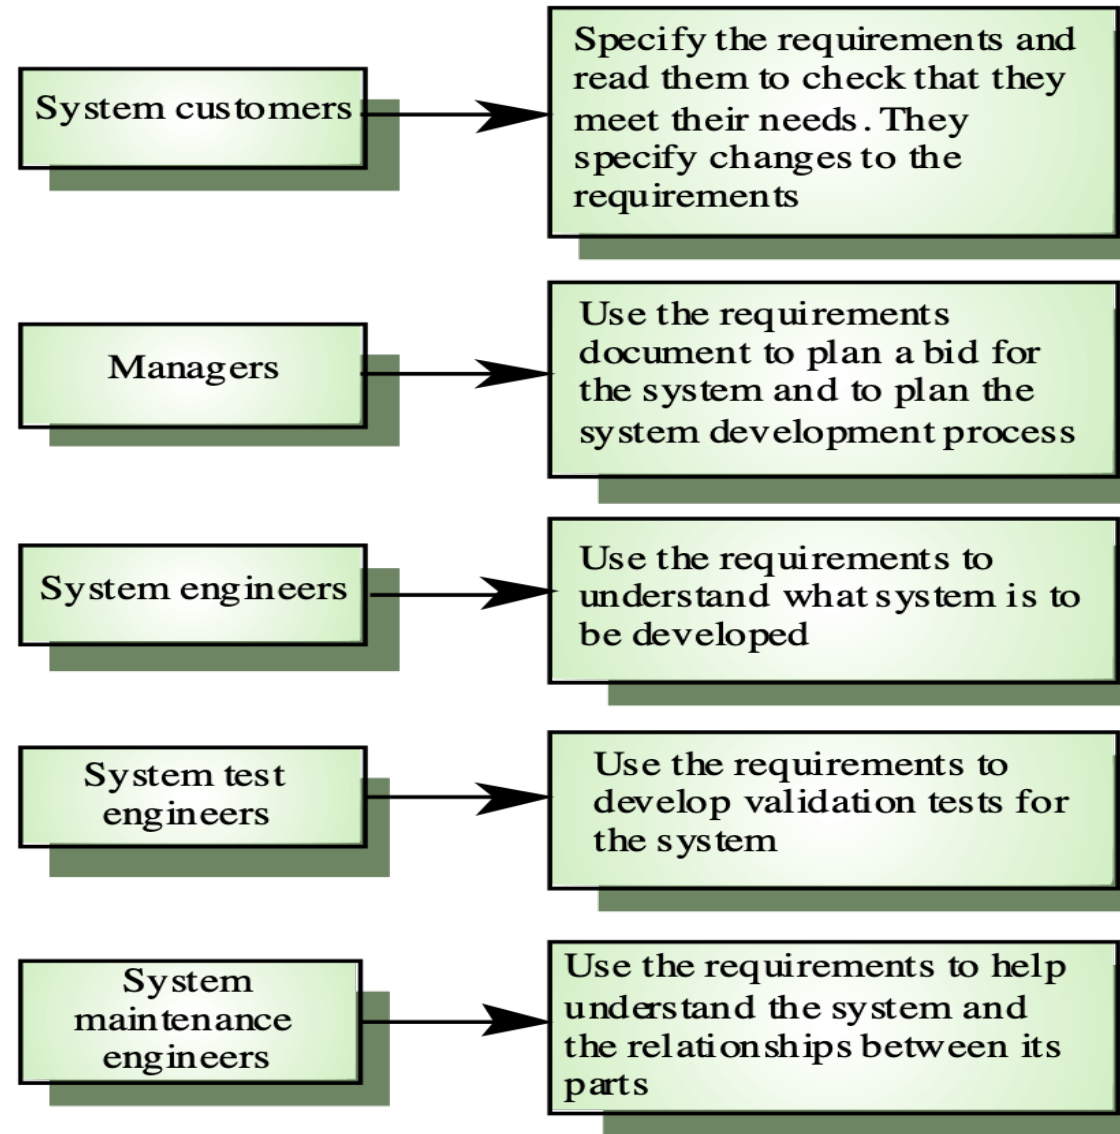 System customers
Specify the requirements and
read them to check that they
meet their needs. They
specify changes to the
requirements
Managers
Use the requirements
document to plan a bid for
the system and to plan the
system development process
System engineers
Use the requirements to
understand what system is to
be developed
System test
engineers
Use the requirements to
develop validation tests for
the system
System
maintenance
engineers
Use the requirements to help
understand the system and
the relationships between its
parts